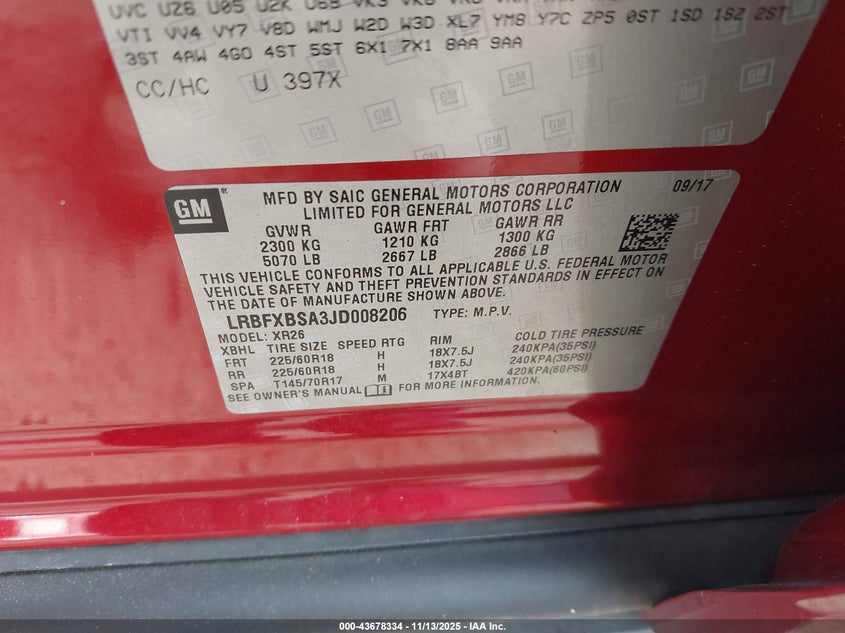 UVC UZ6 U05 U2K U69
VTI VV4 VY7 V8D WMJ W2D W3D XL7 YM8 Y7C ZP5 0ST 1SD 1SZ 2ST
3ST 4AW 4GO 4ST 5ST 6X1 7X1 8AA 9AA
CC/HC U 397X
GM
MFD BY SAIC GENERAL MOTORS CORPORATION 09/17
LIMITED FOR GENERAL MOTORS LLC
GVWR GAWR FRT GAWR RR
2300 KG 1210 KG 1300 KG
5070 LB 2667 LB 2866 LB
THIS VEHICLE CONFORMS TO ALL APPLICABLE U.S. FEDERAL MOTOR
VEHICLE SAFETY AND THEFT PREVENTION STANDARDS IN EFFECT ON
THE DATE OF MANUFACTURE SHOWN ABOVE.
LRBFXBSA3JD008206 TYPE: M.P.V.
MODEL: XR26
XBHL TIRE SIZE SPEED RTG RIM COLD TIRE PRESSURE
FRT 225/60R18 H 18X7.5J 240KPA(35PSI)
RR 225/60R18 H 18X7.5J 240KPA(35PSI)
SPA T145/70R17 M 17X4BT 420KPA(60PSI)
SEE OWNER'S MANUAL FOR MORE INFORMATION.
000-43678334 | 11/13/2025 - IAA Inc.